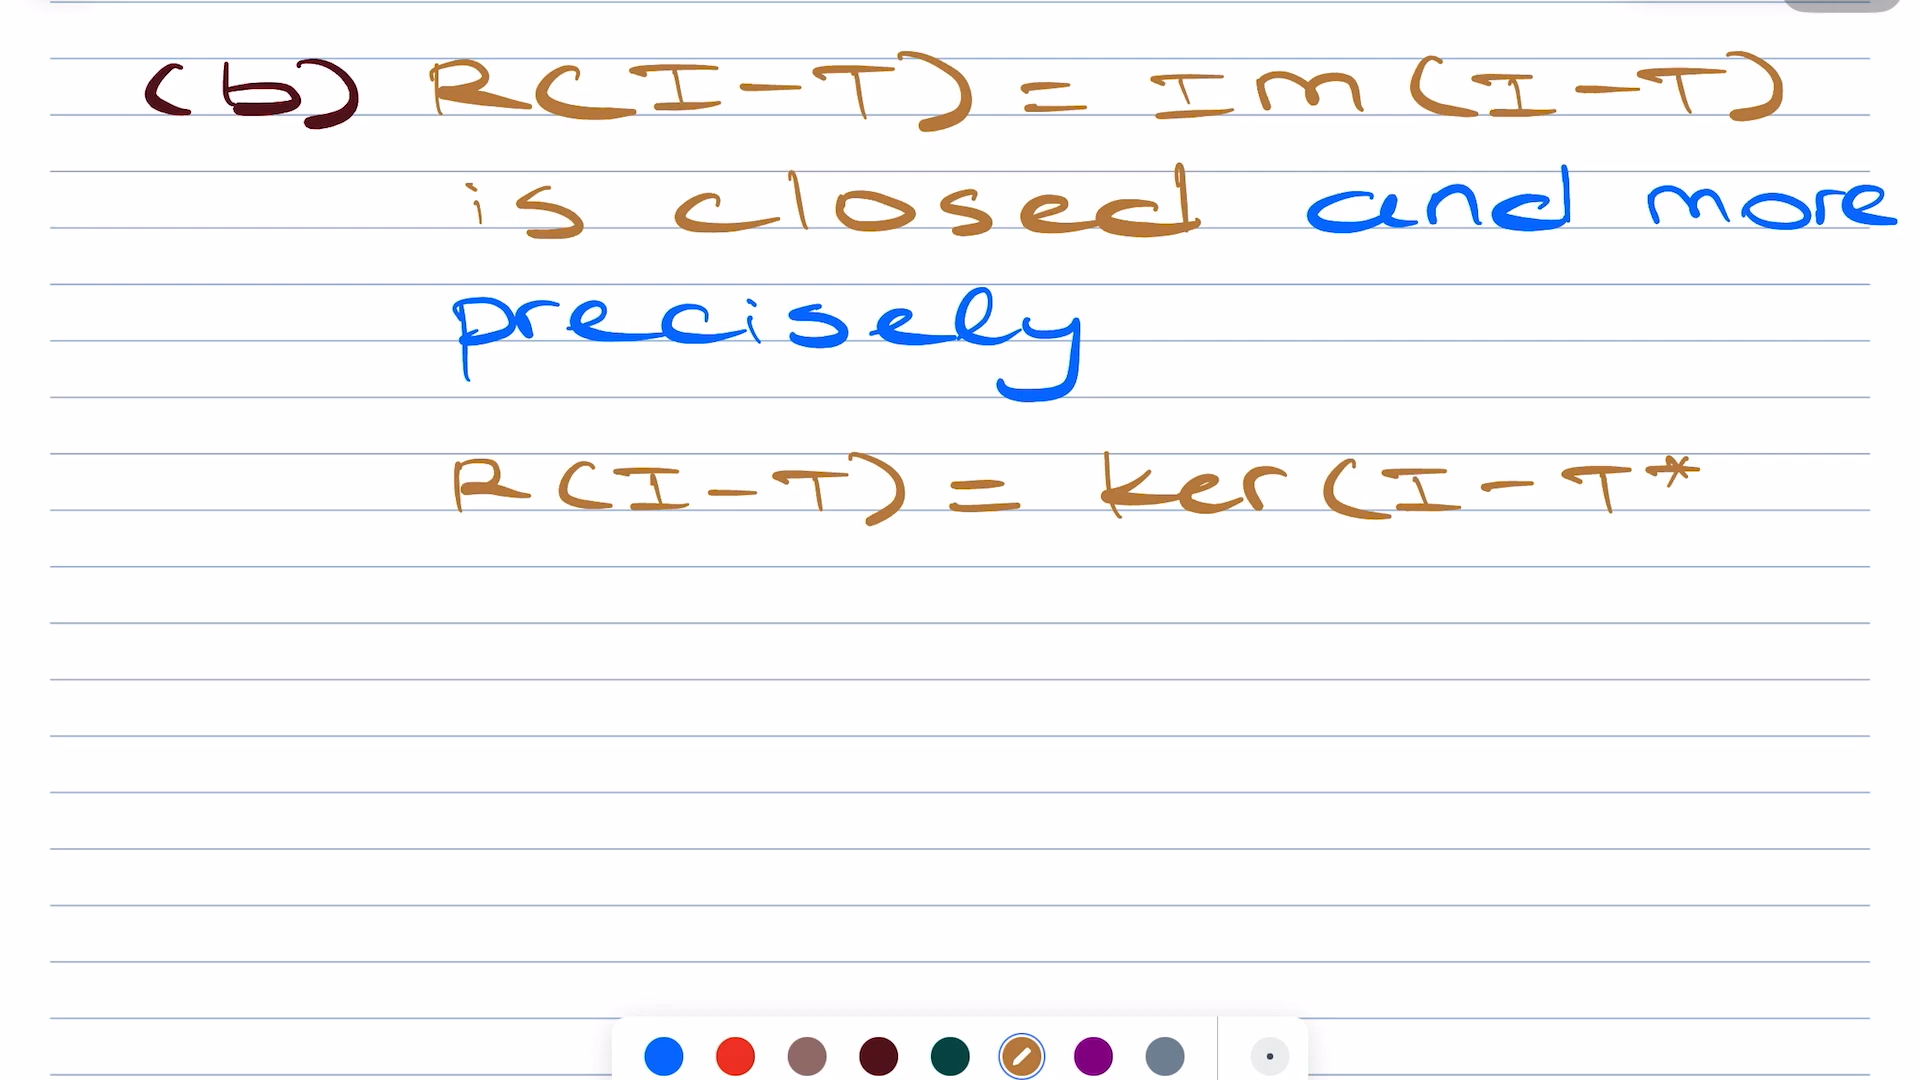 (b) R(I-T) = Im(I-T)
is closed and more
precisely
R(I-T) = ker(I-T*